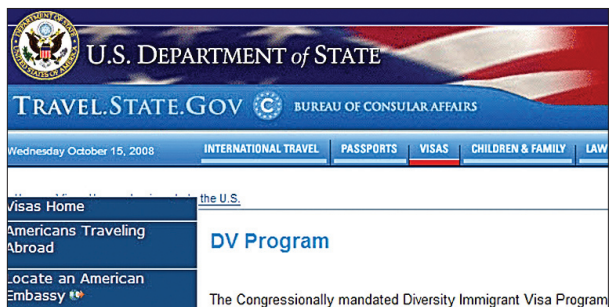 U.S. DEPARTMENT of STATE
TRAVEL.STATE.GOV C BUREAU OF CONSULAR AFFAIRS
Wednesday October 15, 2008 INTERNATIONAL TRAVEL PASSPORTS VISAS CHILDREN & FAMILY LAW
the U.S.
Visas Home
Americans Traveling
Abroad
DV Program
Locate an American
Embassy
The Congressionally mandated Diversity Immigrant Visa Program